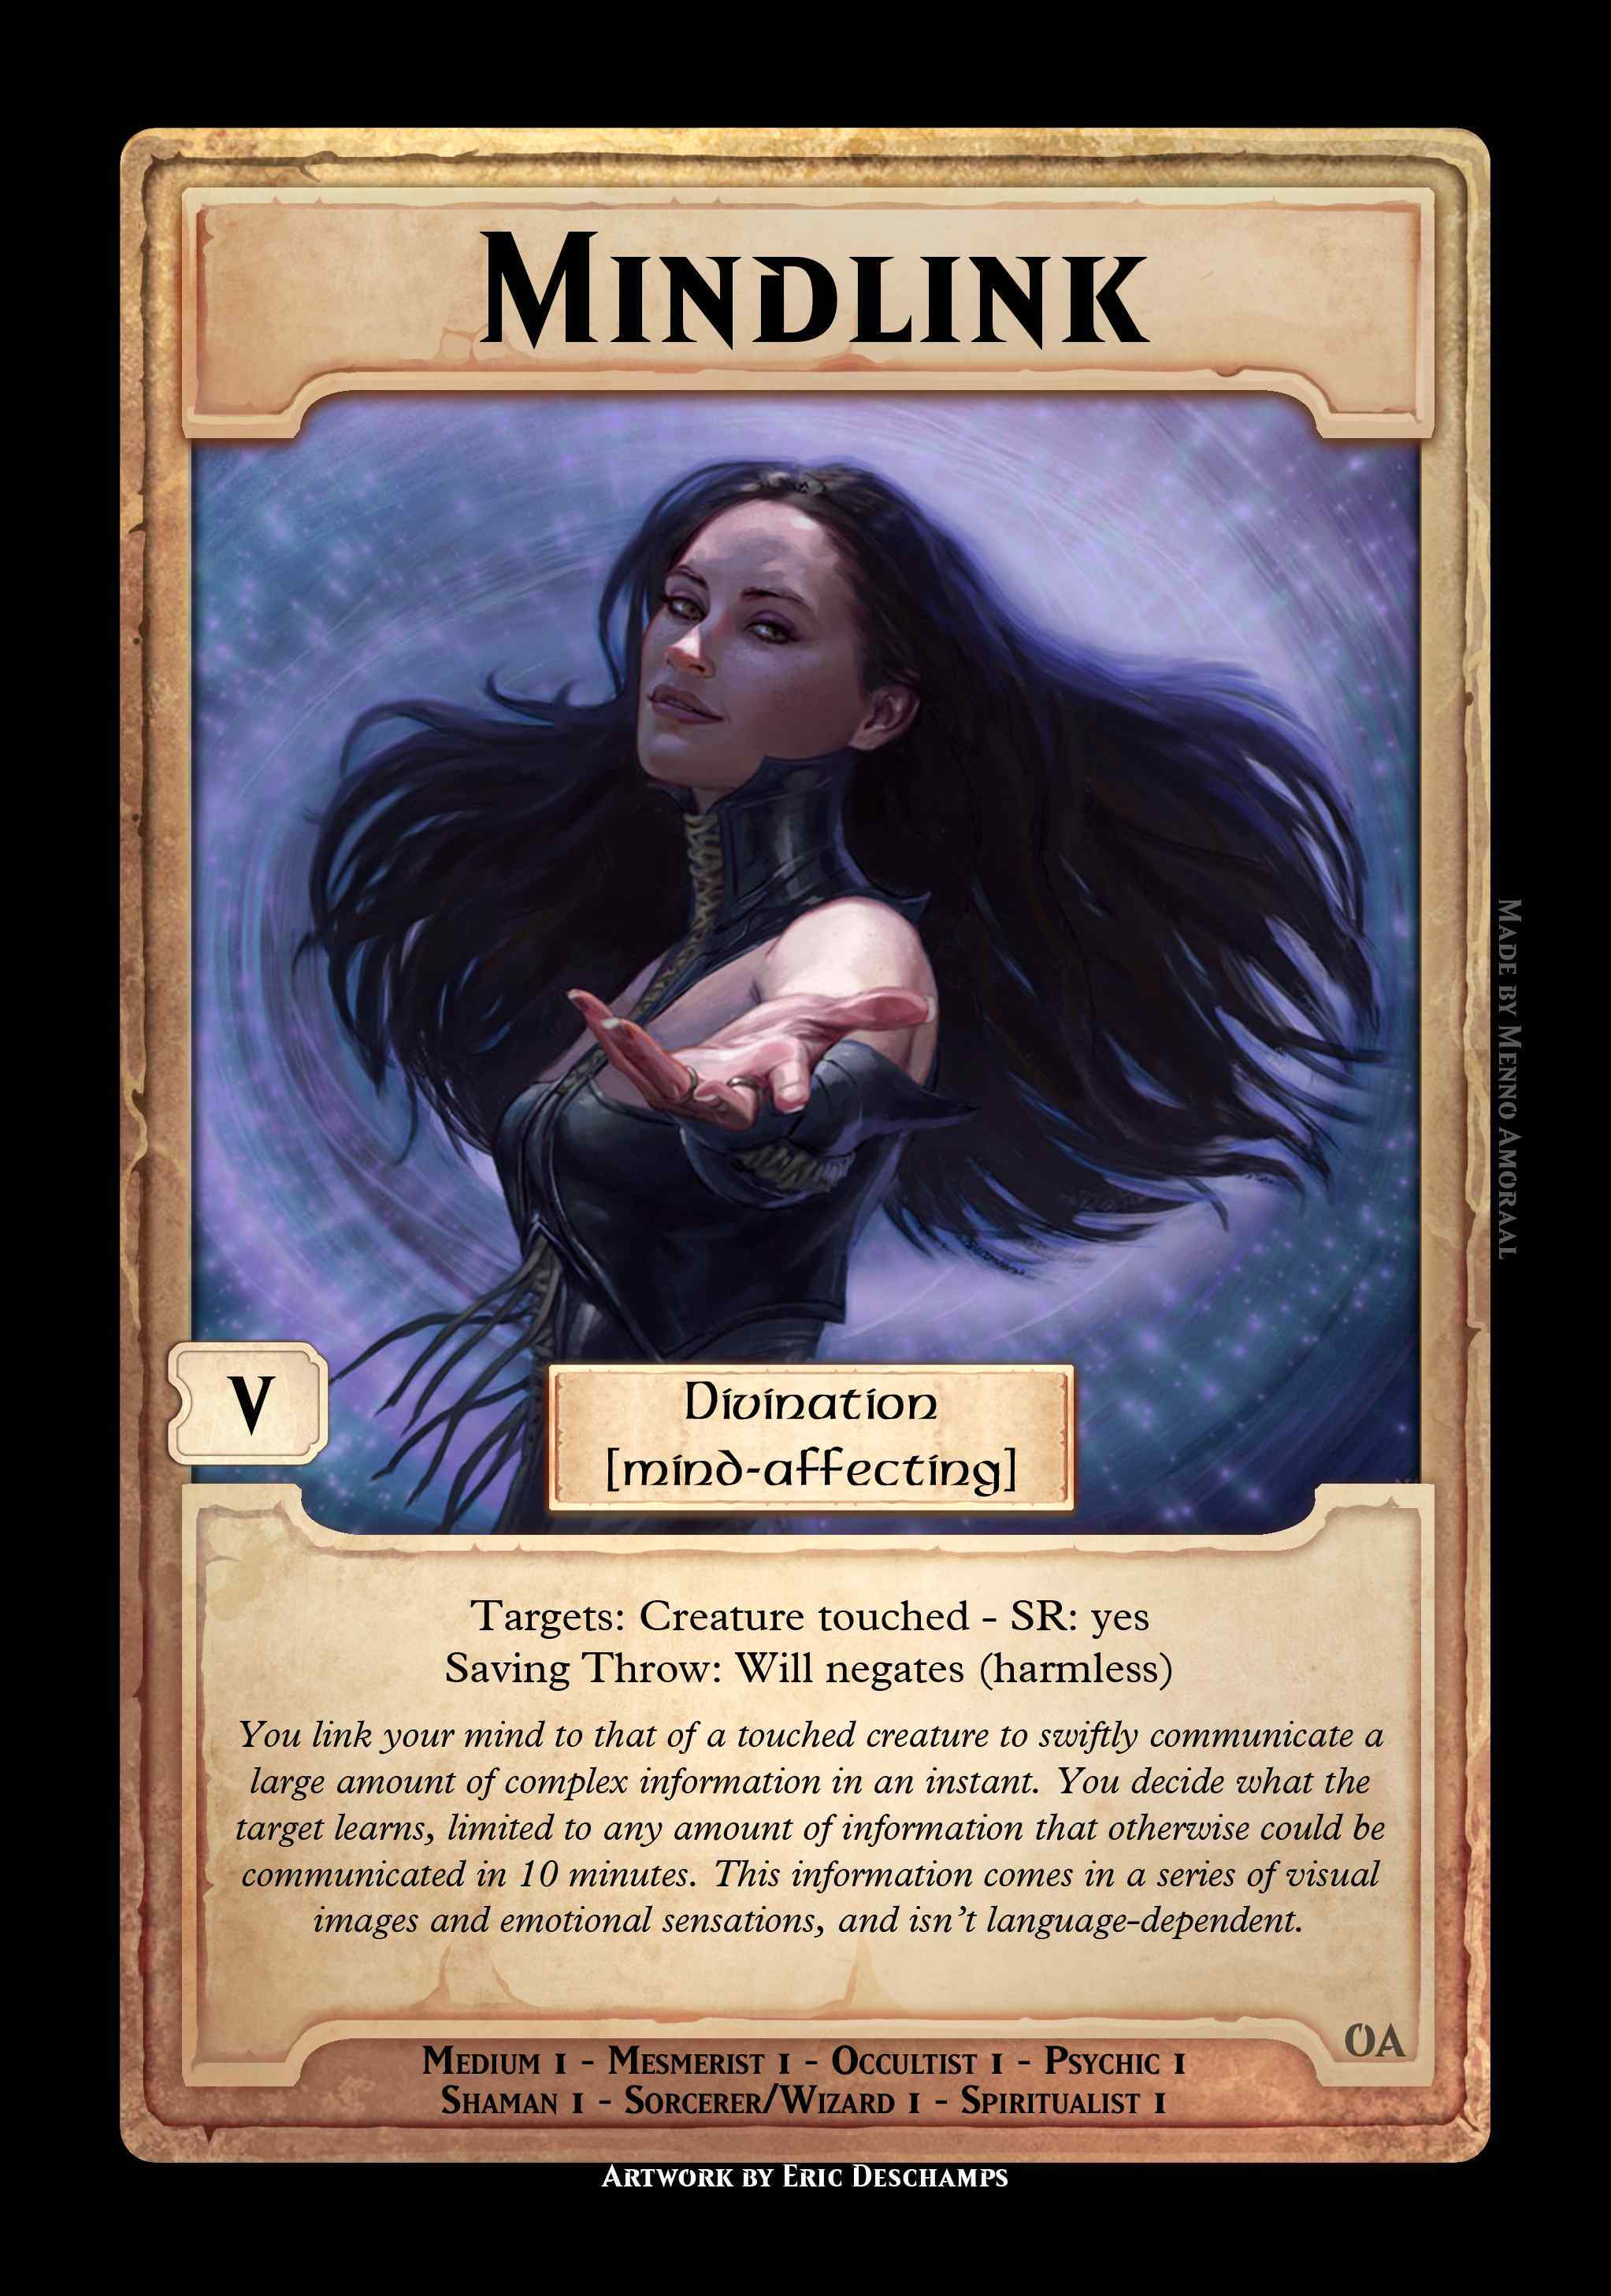 Mindlink
V
Divination
[mind-affecting]
Targets: Creature touched - SR: yes
Saving Throw: Will negates (harmless)
You link your mind to that of a touched creature to swiftly communicate a
large amount of complex information in an instant. You decide what the
target learns, limited to any amount of information that otherwise could be
communicated in 10 minutes. This information comes in a series of visual
images and emotional sensations, and isn't language-dependent.
OA
Medium 1 - Mesmerist 1 - Occultist 1 - Psychic 1
Shaman 1 - Sorcerer/Wizard 1 - Spiritualist 1
Artwork by Eric Deschamps
Made by Menno Amoraal